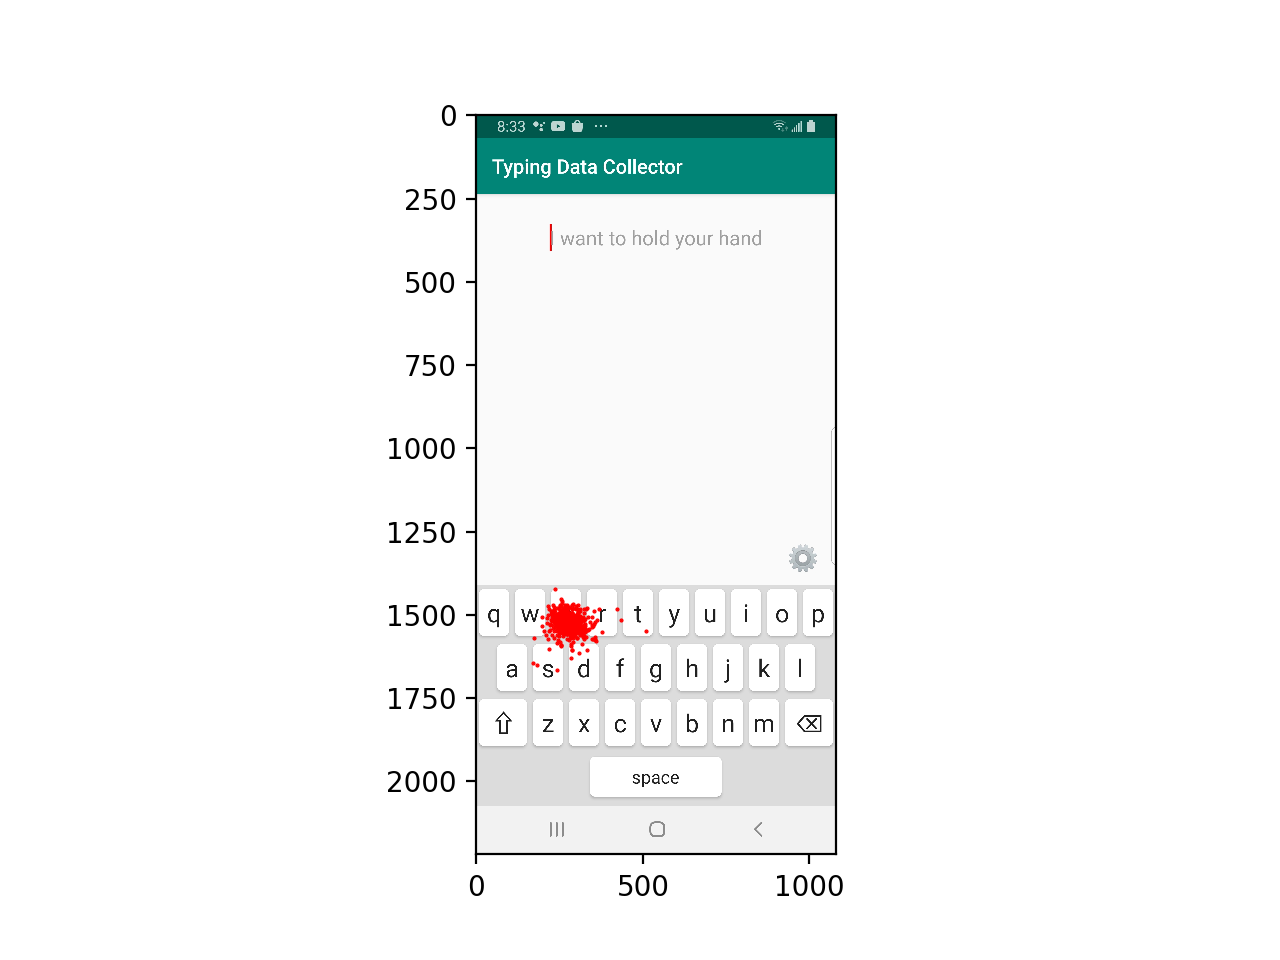 0
250
500
750
1000
1250
1500
1750
2000
8:33
Typing Data Collector
want to hold your hand
q w r t y u i o p
a s d f g h j k l
z x c v b n m
space
0 500 1000